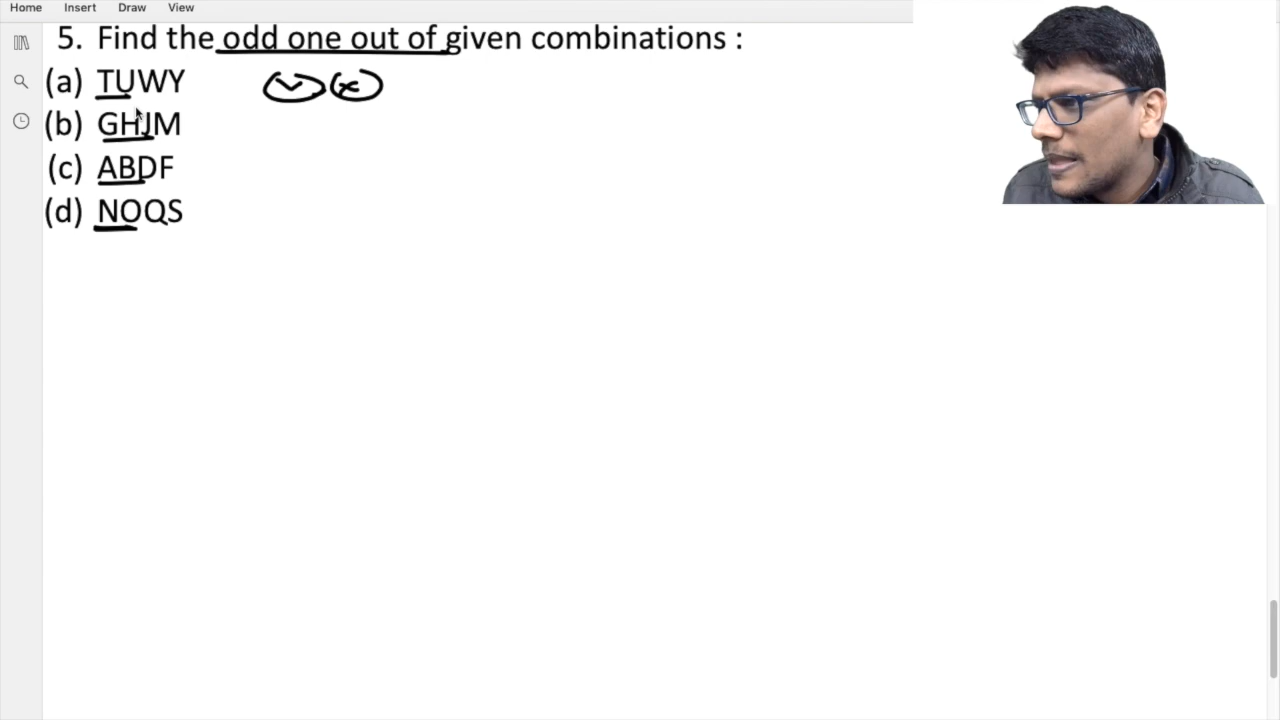 Home Insert Draw View
5. Find the odd one out of given combinations :
(a) TUWY
(b) GHJM
(c) ABDF
(d) NOQS